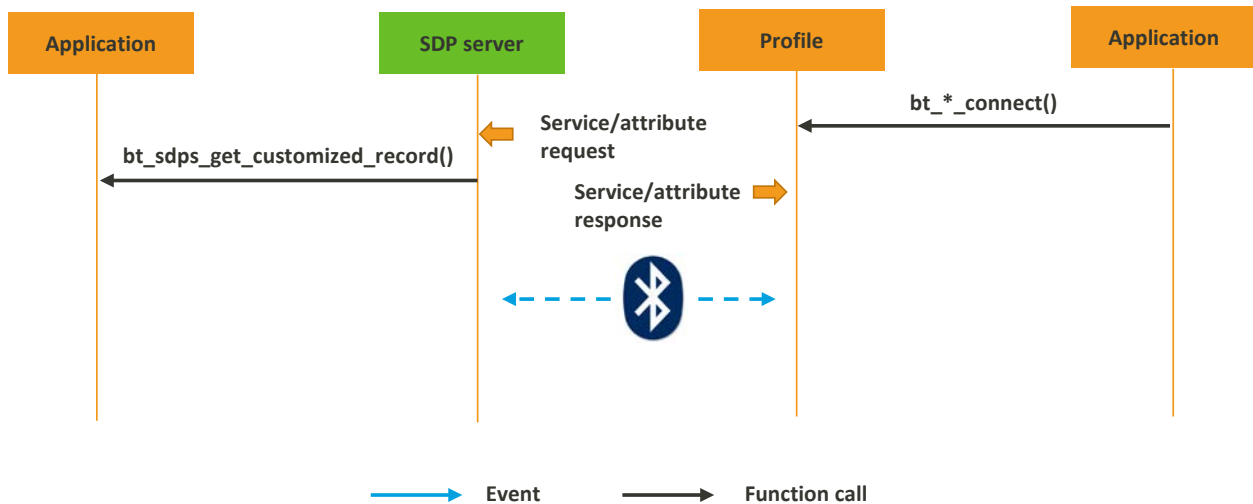 Application
SDP server
Profile
Application
bt_*_connect()
Service/attribute
request
bt_sdps_get_customized_record()
Service/attribute
response
Event
Function call